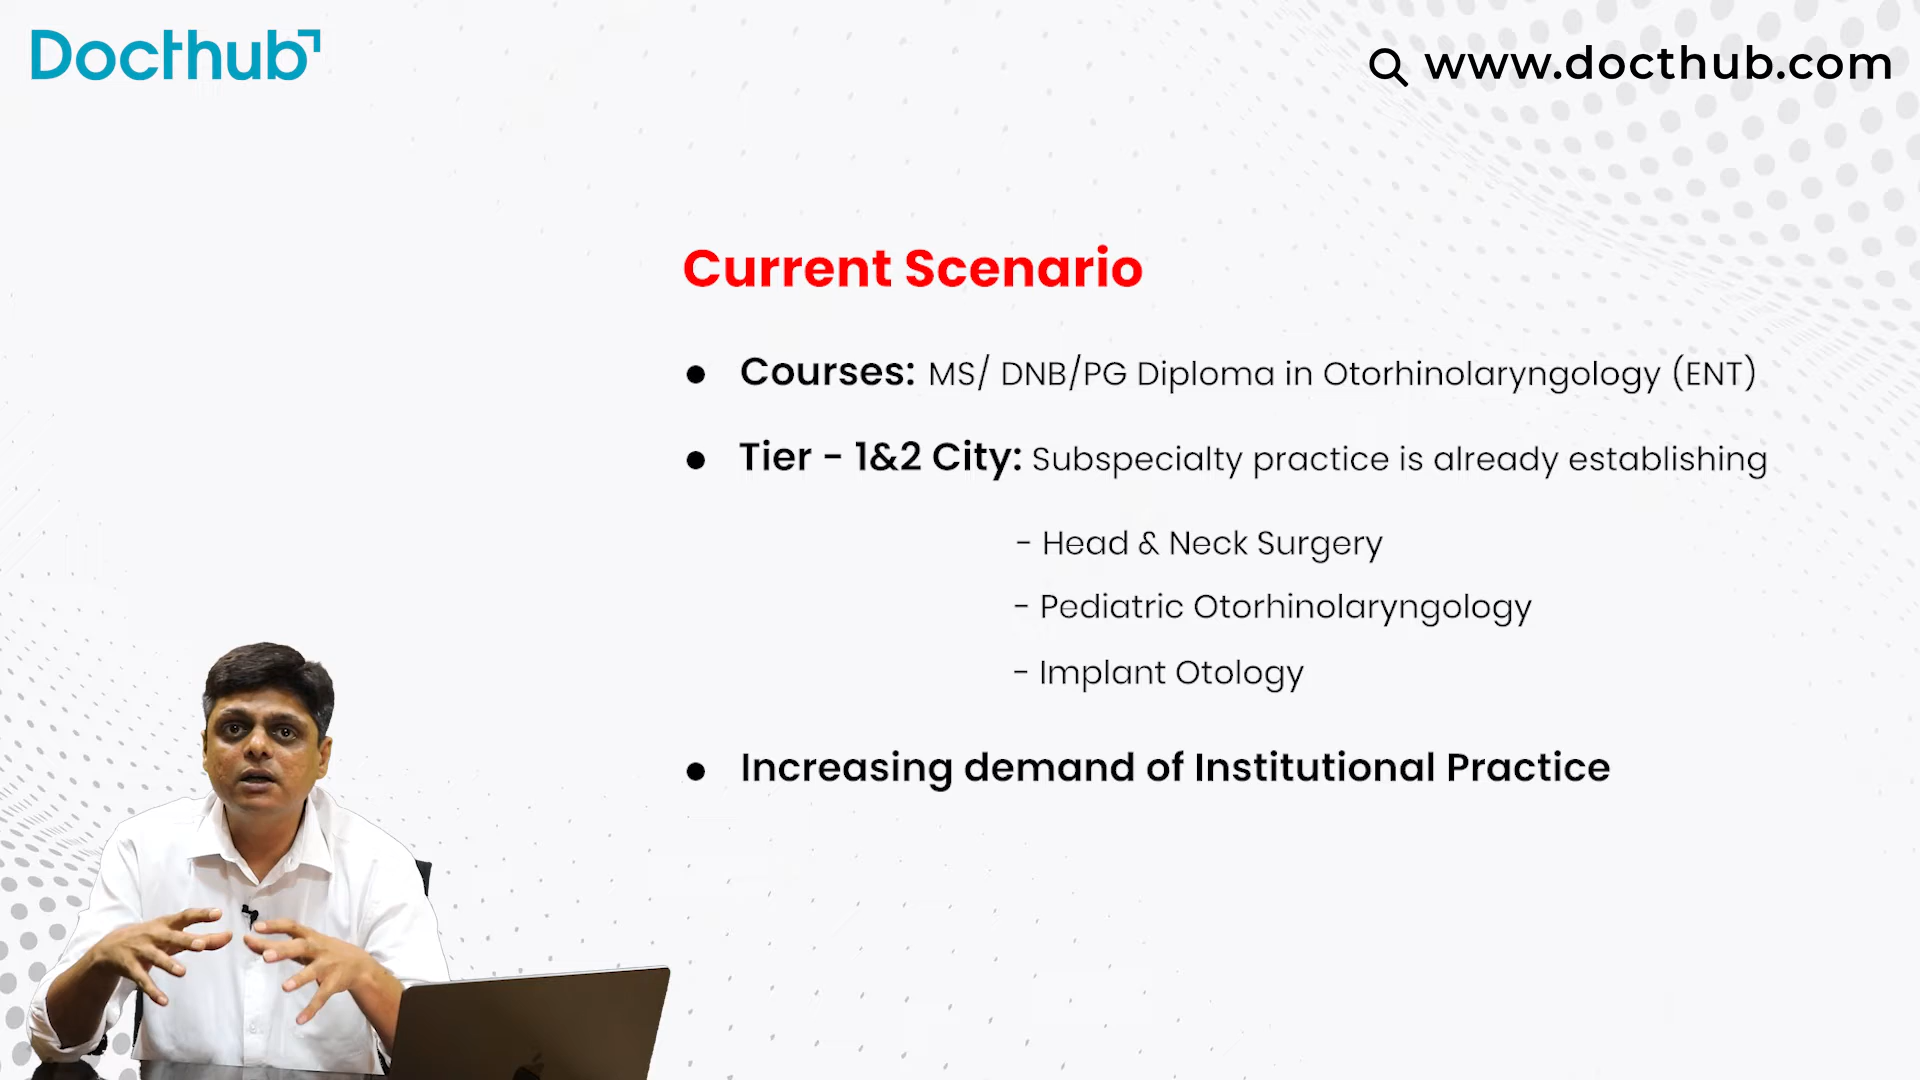 Docthub
www.docthub.com
Current Scenario
● Courses: MS/ DNB/PG Diploma in Otorhinolaryngology (ENT)
● Tier - 1&2 City: Subspecialty practice is already establishing
- Head & Neck Surgery
- Pediatric Otorhinolaryngology
- Implant Otology
● Increasing demand of Institutional Practice